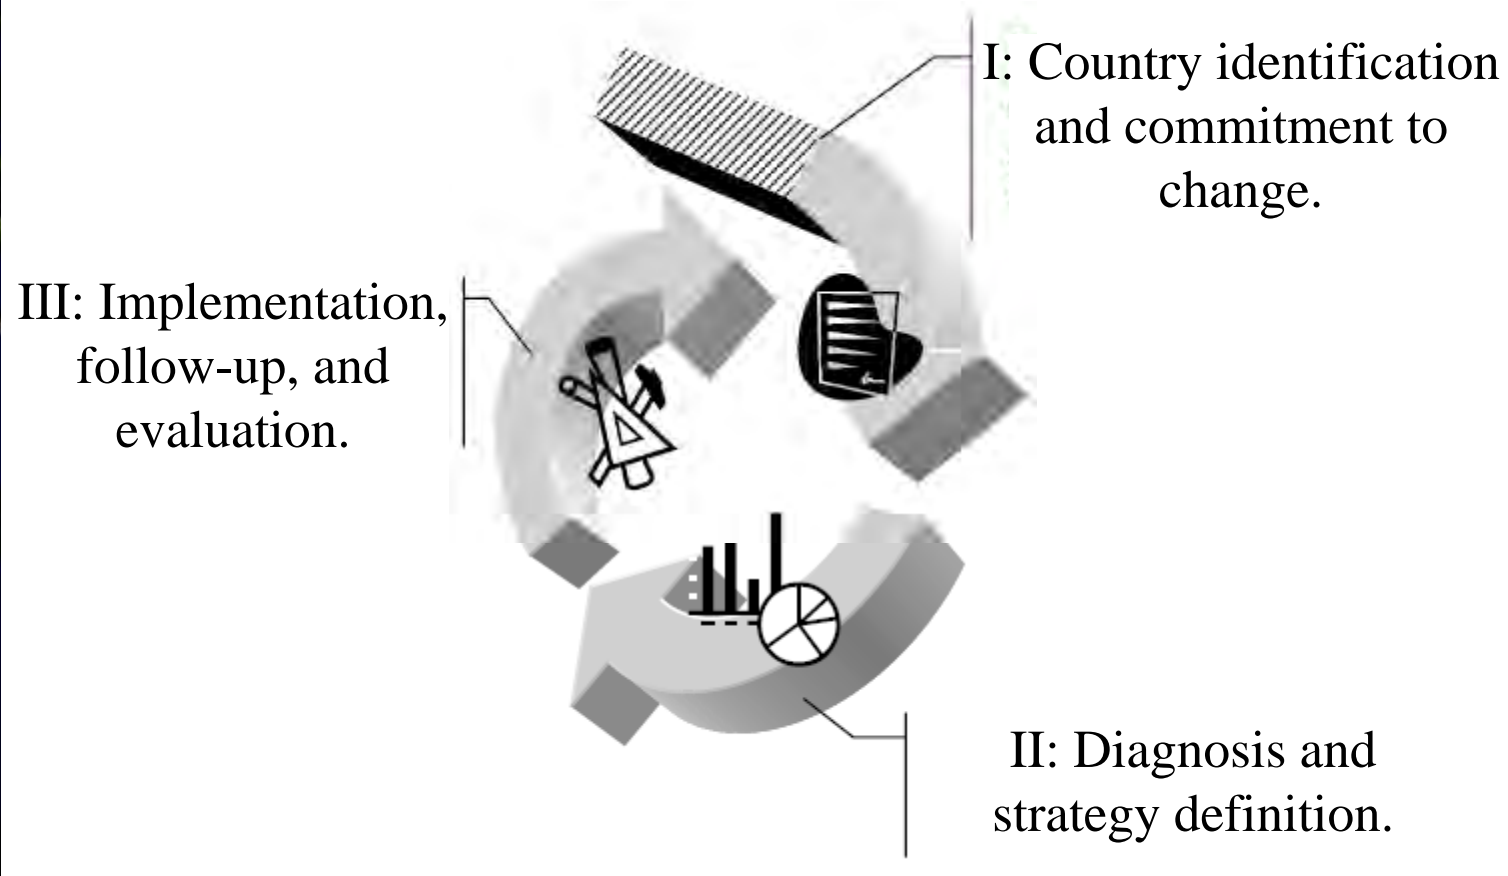 I: Country identification
and commitment to
change.
III: Implementation,
follow-up, and
evaluation.
II: Diagnosis and
strategy definition.